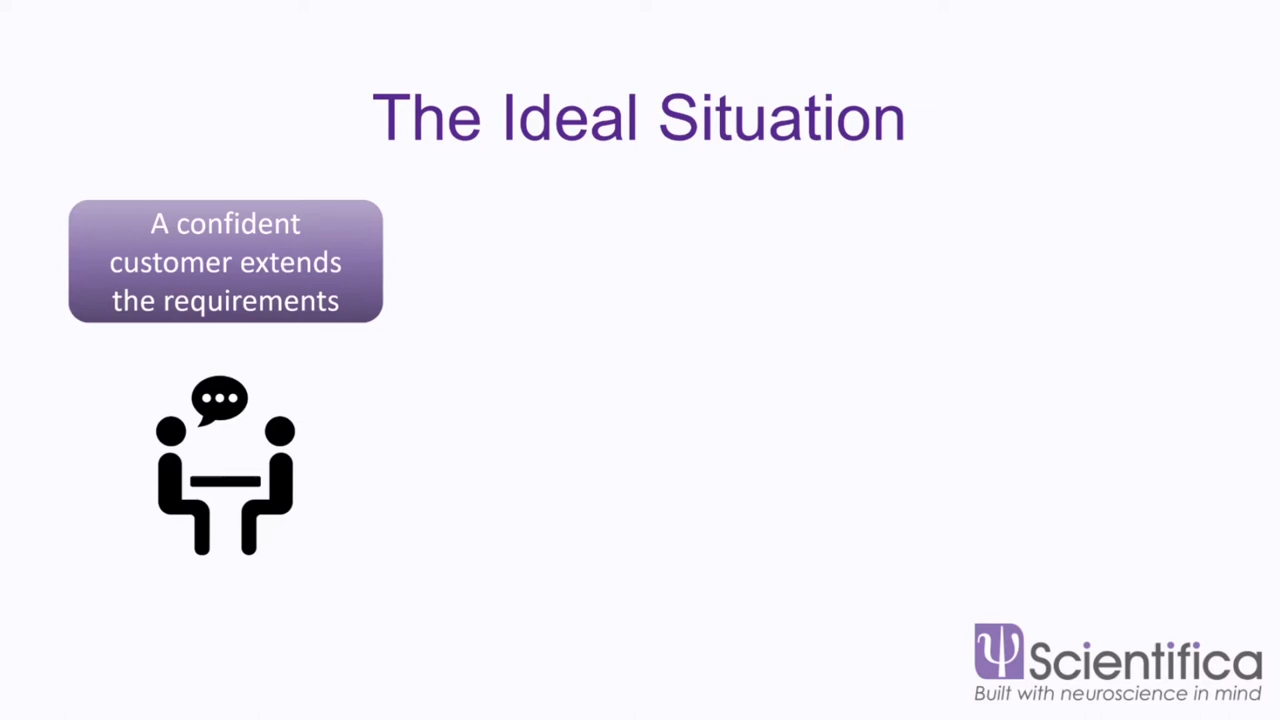 The Ideal Situation
A confident
customer extends
the requirements
Scientifica
Built with neuroscience in mind